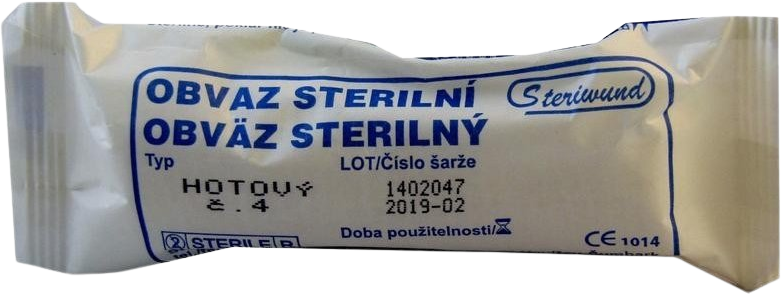 OBVAZ STERILNÍ
Steriwund
OBVÄZ STERILNÝ
Typ LOT/Číslo šarže
HOTOVÝ 1402047
č.4 2019-02
Doba použitelnosti/
2 STERILE R
CE 1014